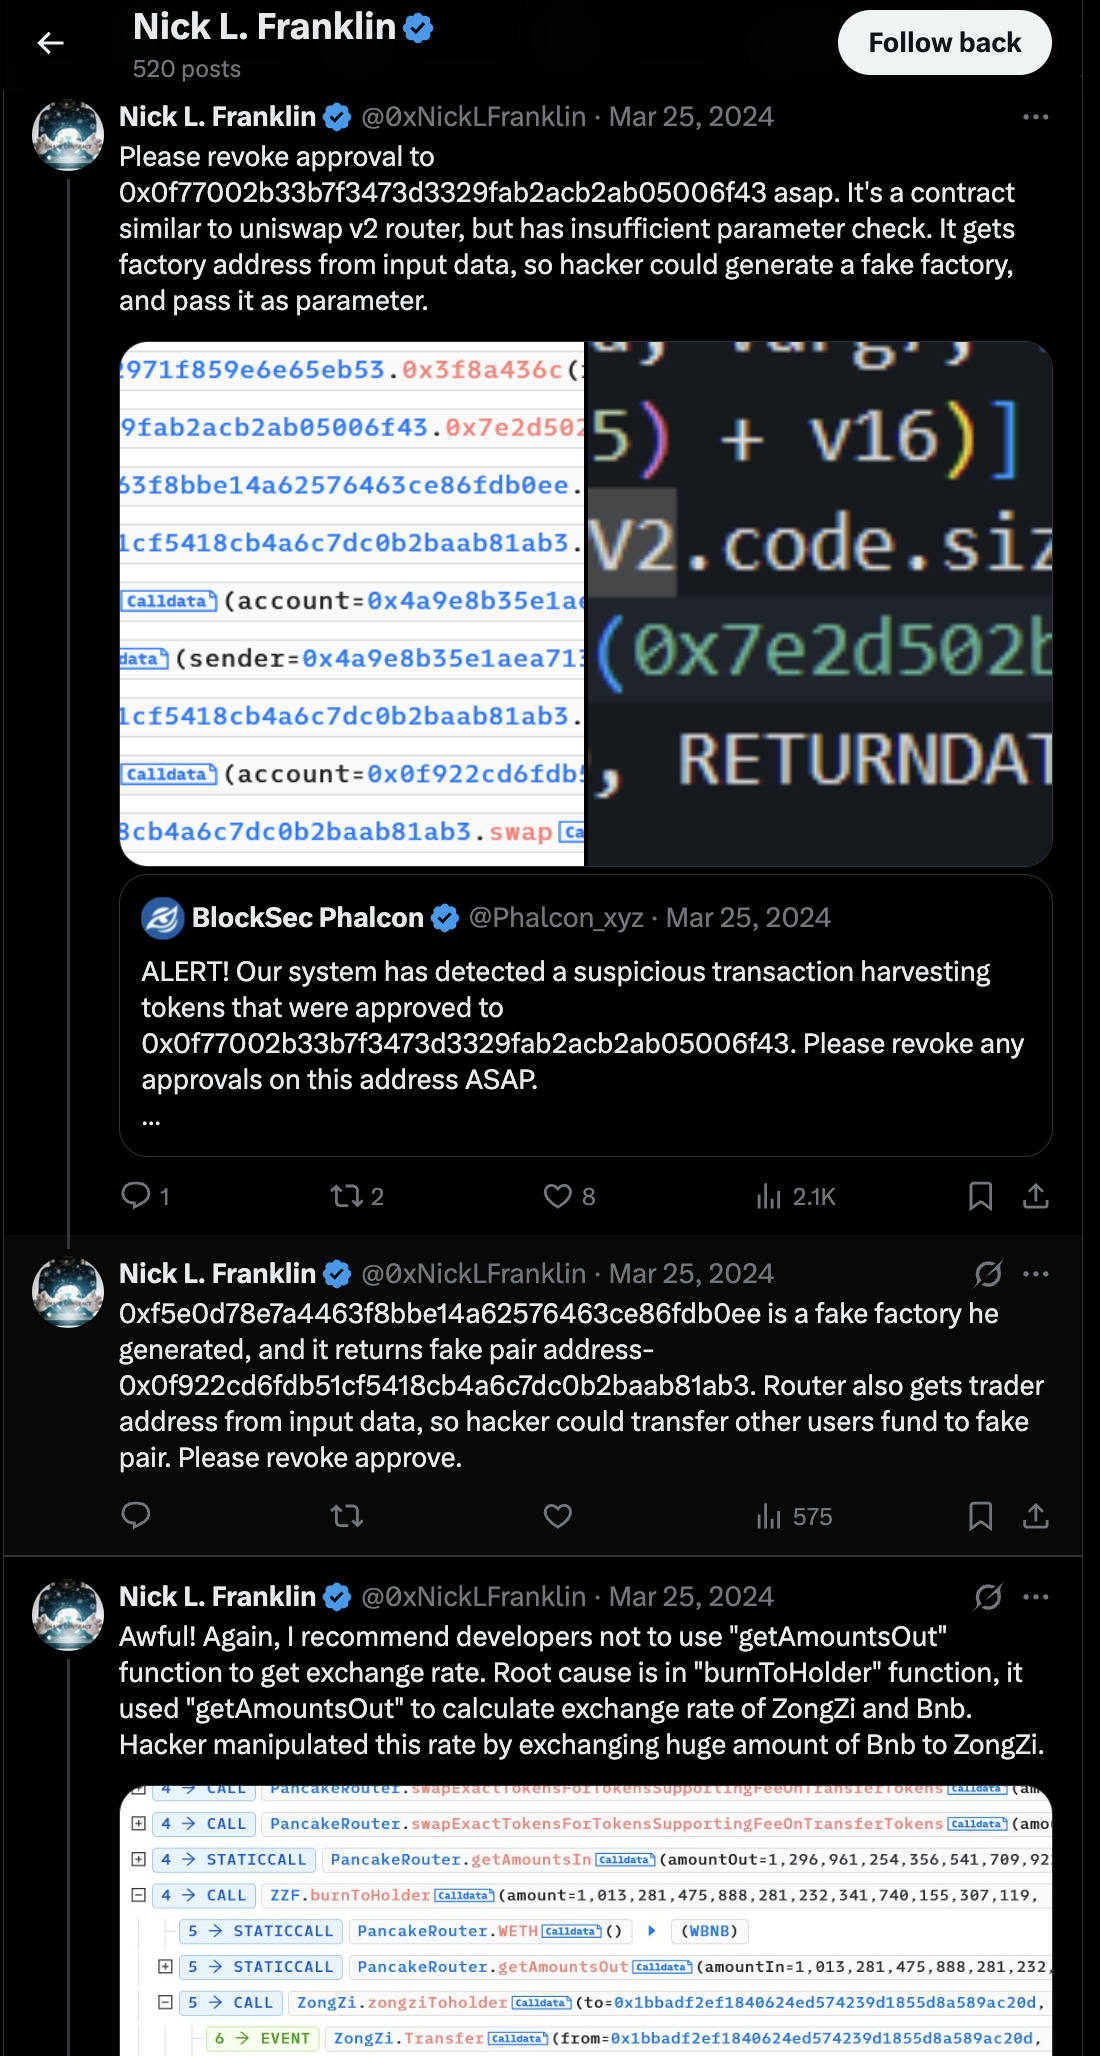 Nick L. Franklin
520 posts
Follow back
Nick L. Franklin @0xNickLFranklin · Mar 25, 2024
Please revoke approval to
0x0f77002b33b7f3473d3329fab2acb2ab05006f43 asap. It's a contract
similar to uniswap v2 router, but has insufficient parameter check. It gets
factory address from input data, so hacker could generate a fake factory,
and pass it as parameter.
2971f859e6e65eb53.0x3f8a436c(
9fab2acb2ab05006f43.0x7e2d502
63f8bbe14a62576463ce86fdb0ee.
1cf5418cb4a6c7dc0b2baab81ab3.
Calldata (account=0x4a9e8b35e1ae
data (sender=0x4a9e8b35e1aea713
1cf5418cb4a6c7dc0b2baab81ab3.
Calldata (account=0x0f922cd6fdb5
8cb4a6c7dc0b2baab81ab3.swap Ca
5) + v16)]
V2.code.siz
(0x7e2d502b
, RETURNDAT
BlockSec Phalcon @Phalcon_xyz · Mar 25, 2024
ALERT! Our system has detected a suspicious transaction harvesting
tokens that were approved to
0x0f77002b33b7f3473d3329fab2acb2ab05006f43. Please revoke any
approvals on this address ASAP.
...
1 2 8 2.1K
Nick L. Franklin @0xNickLFranklin · Mar 25, 2024
0xf5e0d78e7a4463f8bbe14a62576463ce86fdb0ee is a fake factory he
generated, and it returns fake pair address-
0x0f922cd6fdb51cf5418cb4a6c7dc0b2baab81ab3. Router also gets trader
address from input data, so hacker could transfer other users fund to fake
pair. Please revoke approve.
575
Nick L. Franklin @0xNickLFranklin · Mar 25, 2024
Awful! Again, I recommend developers not to use "getAmountsOut"
function to get exchange rate. Root cause is in "burnToHolder" function, it
used "getAmountsOut" to calculate exchange rate of ZongZi and Bnb.
Hacker manipulated this rate by exchanging huge amount of Bnb to ZongZi.
4 → CALL PancakeRouter.swapExactTokensForTokensSupportingFeeOnTransferTokens Calldata (am
4 → CALL PancakeRouter.swapExactTokensForTokensSupportingFeeOnTransferTokens Calldata (amo
4 → STATICCALL PancakeRouter.getAmountsIn Calldata (amountOut=1,296,961,254,356,541,709,92
4 → CALL ZZF.burnToHolder Calldata (amount=1,013,281,475,888,281,232,341,740,155,307,119,
5 → STATICCALL PancakeRouter.WETH Calldata () ▶ (WBNB)
5 → STATICCALL PancakeRouter.getAmountsOut Calldata (amountIn=1,013,281,475,888,281,232,
5 → CALL ZongZi.zongziToholder Calldata (to=0x1bbadf2ef1840624ed574239d1855d8a589ac20d,
6 → EVENT ZongZi.Transfer Calldata (from=0x1bbadf2ef1840624ed574239d1855d8a589ac20d,